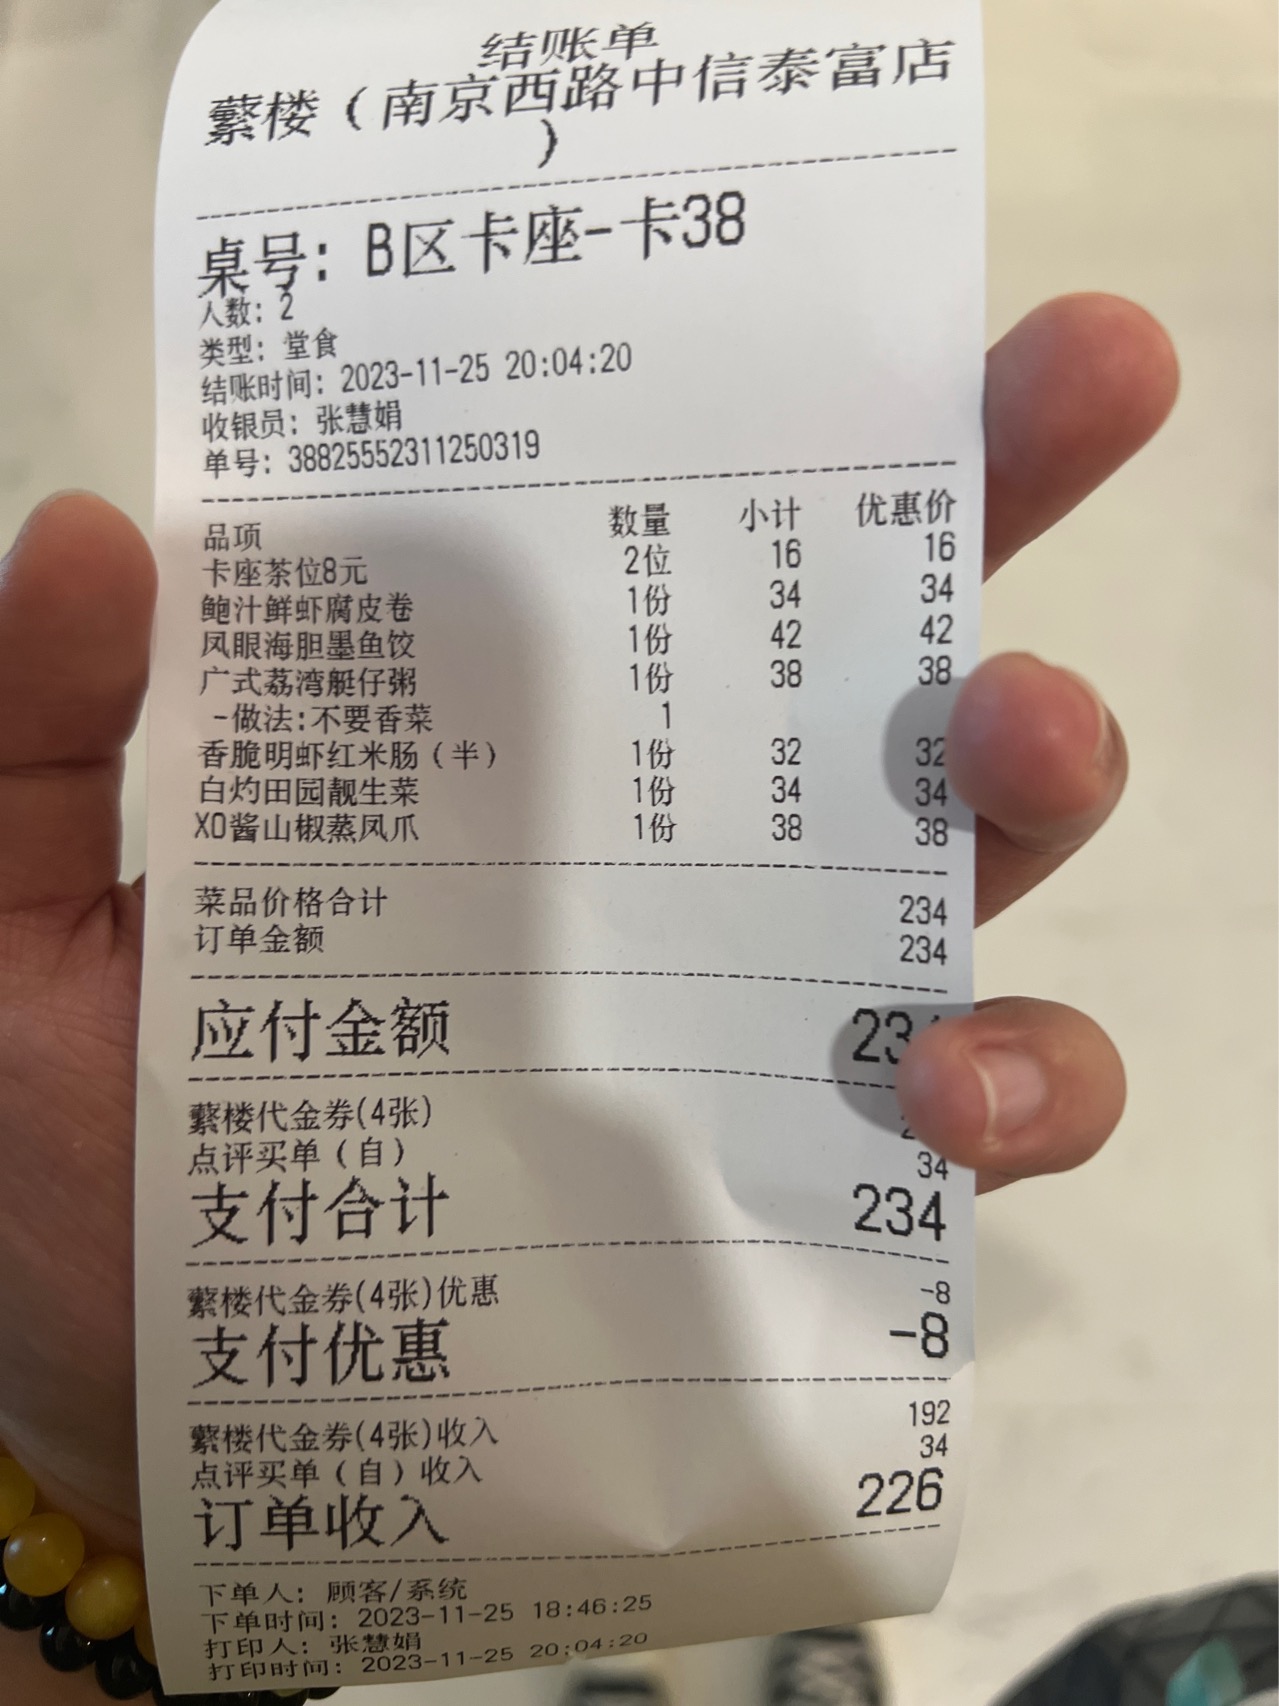 结账单
蘩楼（南京西路中信泰富店
）
桌号: B区卡座-卡38
人数: 2
类型: 堂食
结账时间: 2023-11-25 20:04:20
收银员: 张慧娟
单号: 38825552311250319
品项 数量 小计 优惠价
卡座茶位8元 2位 16 16
鲍汁鲜虾腐皮卷 1份 34 34
凤眼海胆墨鱼饺 1份 42 42
广式荔湾艇仔粥 1份 38 38
-做法:不要香菜 1
香脆明虾红米肠（半） 1份 32 32
白灼田园靓生菜 1份 34 34
XO酱山椒蒸凤爪 1份 38 38
菜品价格合计 234
订单金额 234
应付金额
蘩楼代金券(4张)
点评买单（自） 34
支付合计 234
蘩楼代金券(4张)优惠 -8
支付优惠 -8
蘩楼代金券(4张)收入 192
点评买单（自）收入 34
订单收入 226
下单人: 顾客/系统
下单时间: 2023-11-25 18:46:25
打印人: 张慧娟
打印时间: 2023-11-25 20:04:20